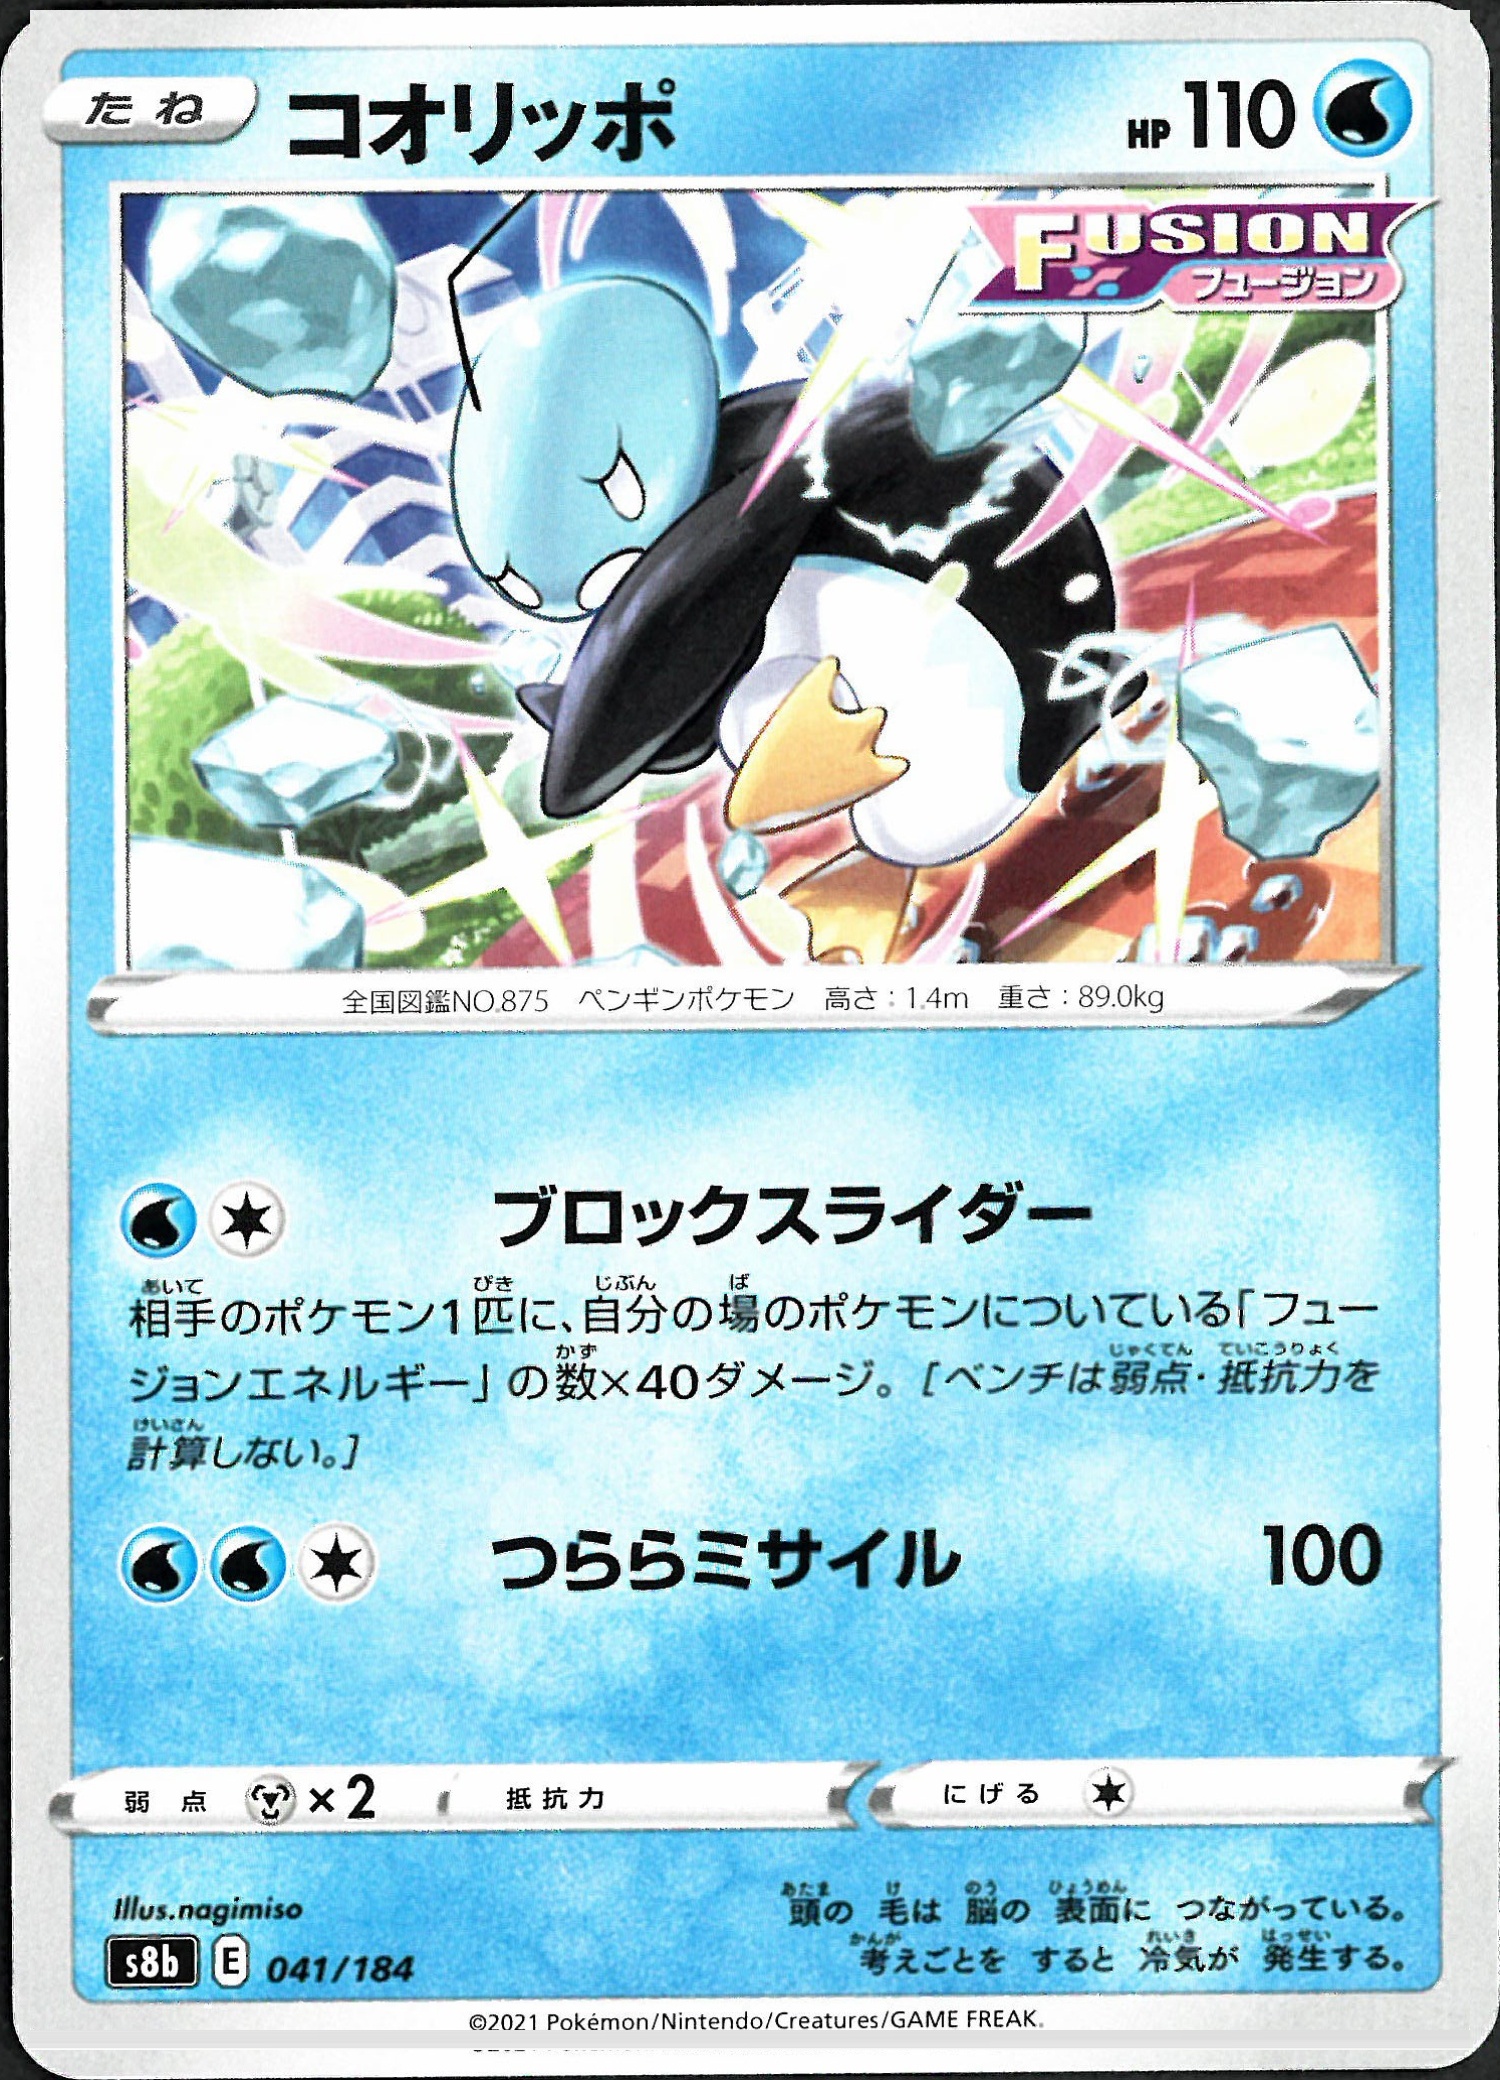 たね コオリッポ HP 110
FUSION
フュージョン
全国図鑑NO.875 ペンギンポケモン 高さ:1.4m 重さ:89.0kg
ブロックスライダー
相手のポケモン1匹に、自分の場のポケモンについている「フュー
ジョンエネルギー」の数×40ダメージ。[ベンチは弱点・抵抗力を
計算しない。]
つららミサイル 100
弱点 ×2 抵抗力 にげる
Illus.nagimiso
頭の 毛は 脳の 表面に つながっている。
考えごとを すると 冷気が 発生する。
s8b E 041/184
©2021 Pokémon/Nintendo/Creatures/GAME FREAK.